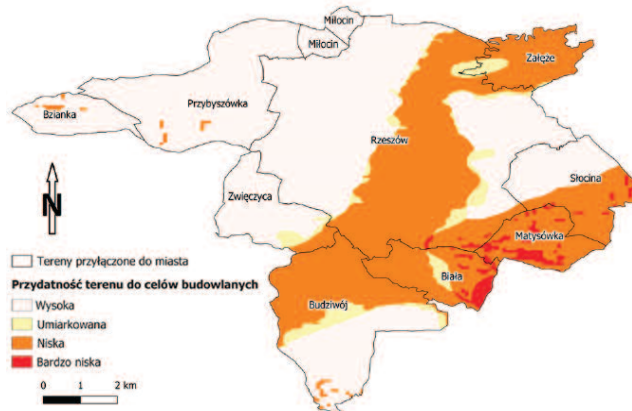 Miłocin
Miłocin
Załęże
Przybyszówka
Bzianka
Rzeszów
Słocina
Zwięczyca
N
Matysówka
Biała
Budziwój
Tereny przyłączone do miasta
Przydatność terenu do celów budowlanych
Wysoka
Umiarkowana
Niska
Bardzo niska
0 1 2 km